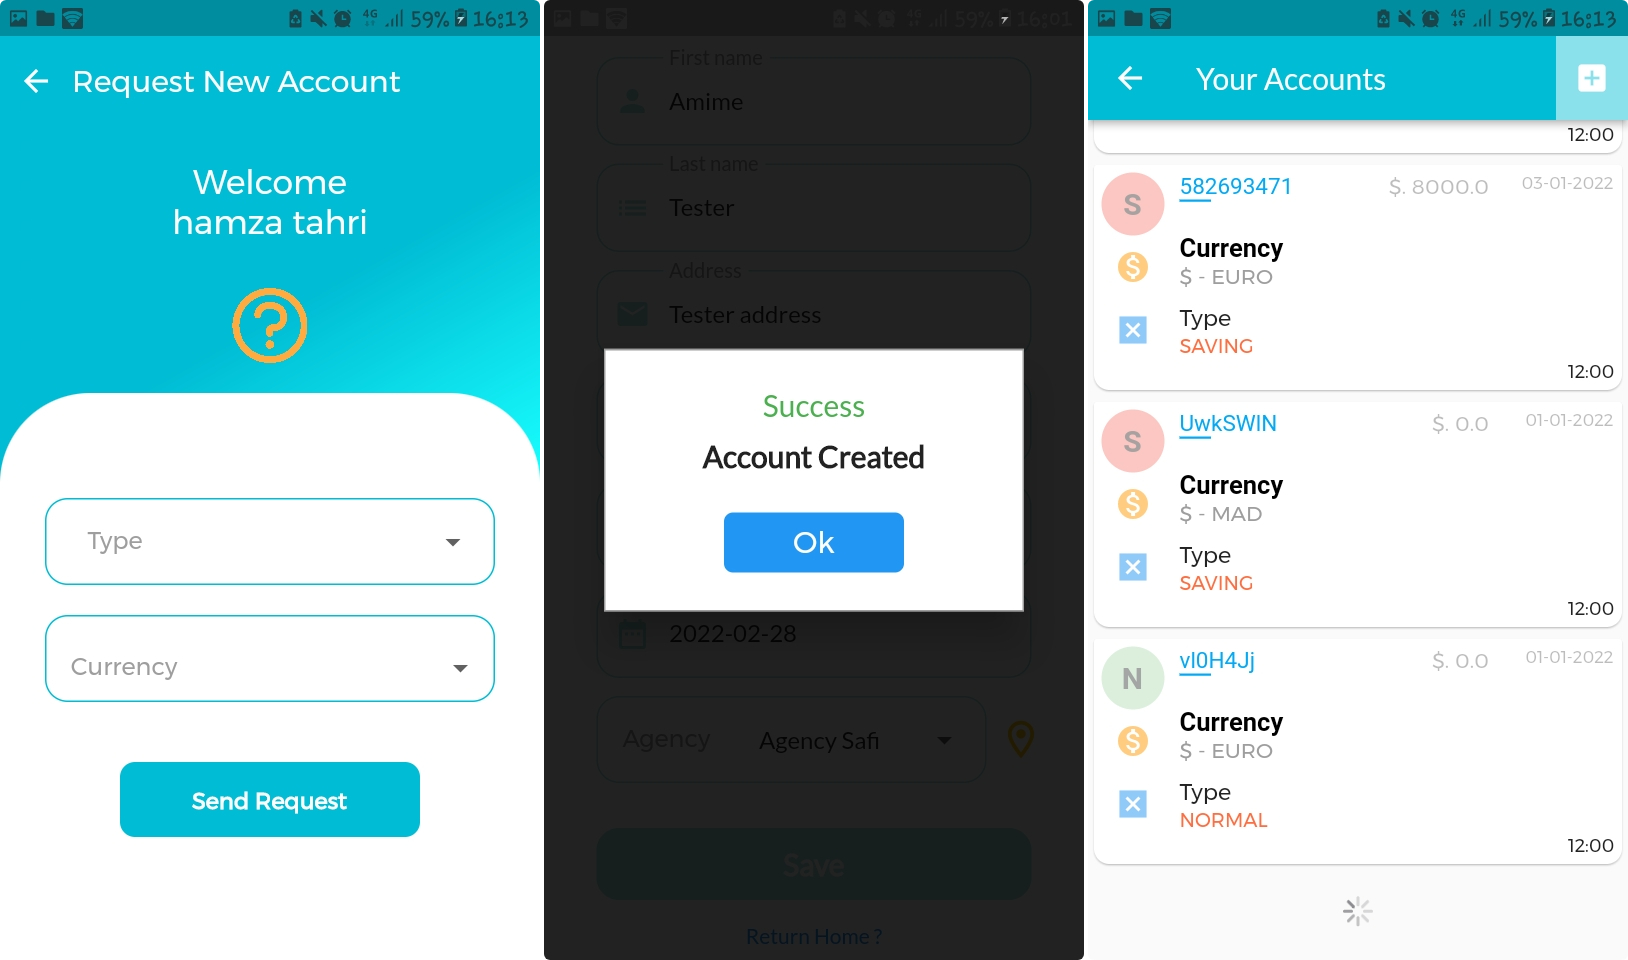 4G 59% 16:13
Request New Account
Welcome
hamza tahri
Type
Currency
Send Request
4G 59% 16:01
First name
Amime
Last name
Tester
Address
Tester address
Success
Account Created
Ok
2022-02-28
Agency Agency Safi
Save
Return Home ?
4G 59% 16:13
Your Accounts
12:00
S 582693471 $. 8000.0 03-01-2022
Currency
$ - EURO
Type
SAVING
12:00
S UwkSWIN $. 0.0 01-01-2022
Currency
$ - MAD
Type
SAVING
12:00
N vl0H4Jj $. 0.0 01-01-2022
Currency
$ - EURO
Type
NORMAL
12:00